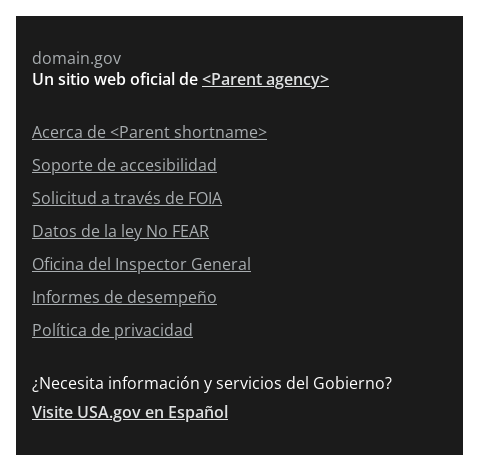 domain.gov
Un sitio web oficial de <Parent agency>
Acerca de <Parent shortname>
Soporte de accesibilidad
Solicitud a través de FOIA
Datos de la ley No FEAR
Oficina del Inspector General
Informes de desempeño
Política de privacidad
¿Necesita información y servicios del Gobierno?
Visite USA.gov en Español